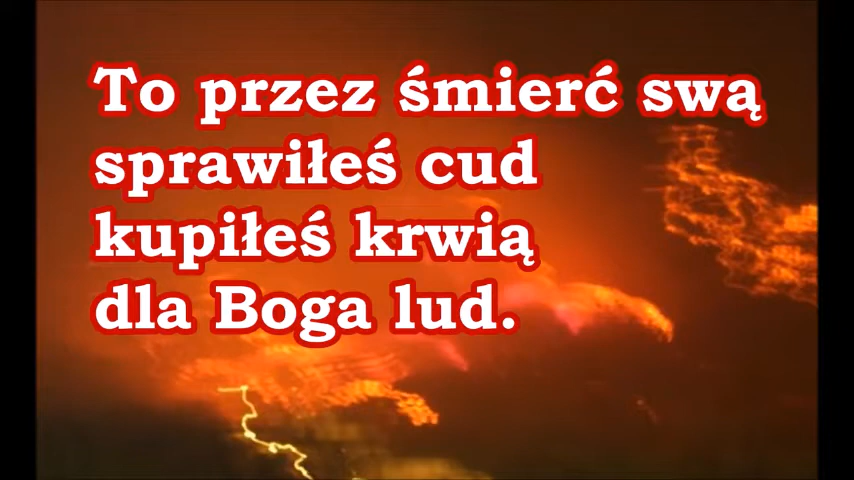 To przez śmierć swą
sprawiłeś cud
kupiłeś krwią
dla Boga lud.